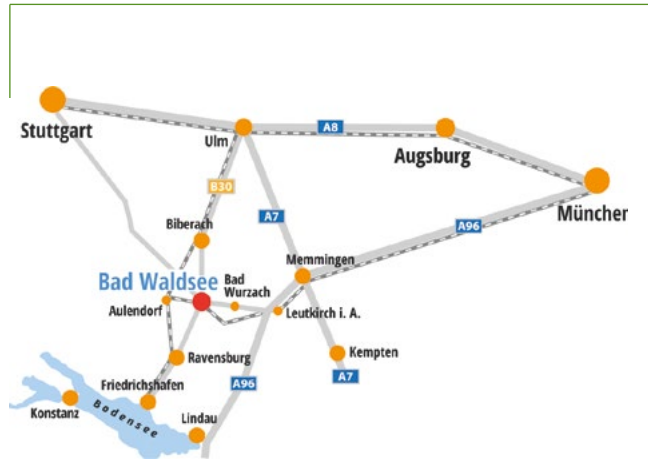 Stuttgart
Ulm
A8
Augsburg
München
B30
A7
A96
Biberach
Memmingen
Bad Waldsee
Bad
Wurzach
Aulendorf
Leutkirch i. A.
Ravensburg
Kempten
A96
A7
Friedrichshafen
Konstanz
Bodensee
Lindau